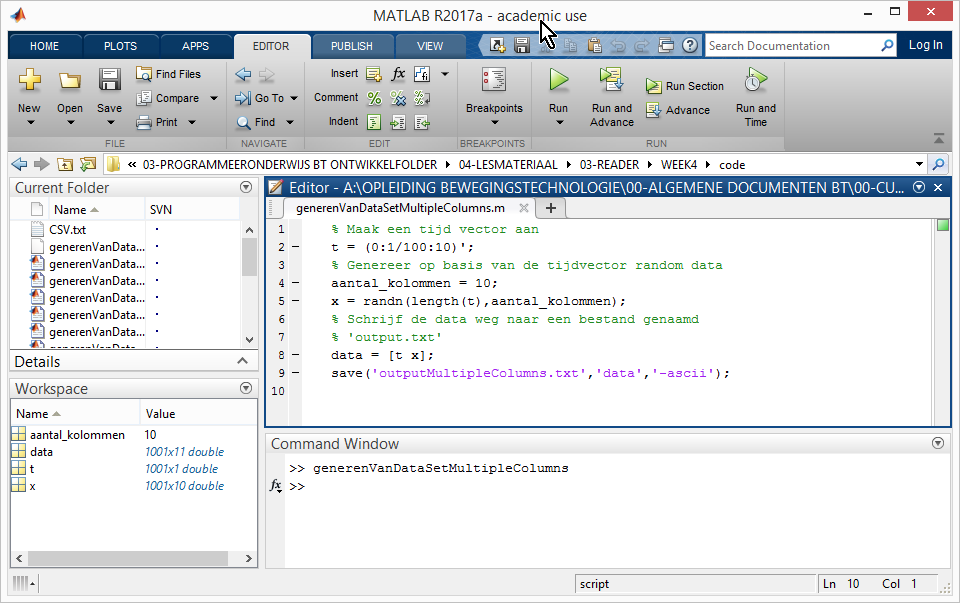 MATLAB R2017a - academic use
HOME PLOTS APPS EDITOR PUBLISH VIEW Search Documentation Log In
New Open Save Find Files Compare Print
Go To Find
Insert fx
Comment
Indent
Breakpoints
Run Run and Advance Run Section Advance Run and Time
FILE NAVIGATE EDIT BREAKPOINTS RUN
« 03-PROGRAMMEERONDERWIJS BT ONTWIKKELFOLDER 04-LESMATERIAAL 03-READER WEEK4 code
Current Folder
Name SVN
CSV.txt
generenVanData...
generenVanData...
generenVanData...
generenVanData...
generenVanData...
generenVanData...
generenVanData...
Details
Workspace
Name Value
aantal_kolommen 10
data 1001x11 double
t 1001x1 double
x 1001x10 double
Editor - A:\OPLEIDING BEWEGINGSTECHNOLOGIE\00-ALGEMENE DOCUMENTEN BT\00-CU...
generenVanDataSetMultipleColumns.m
1 % Maak een tijd vector aan
2 – t = (0:1/100:10)';
3 % Genereer op basis van de tijdvector random data
4 – aantal_kolommen = 10;
5 – x = randn(length(t),aantal_kolommen);
6 % Schrijf de data weg naar een bestand genaamd
7 % 'output.txt'
8 – data = [t x];
9 – save('outputMultipleColumns.txt','data','-ascii');
10
Command Window
>> generenVanDataSetMultipleColumns
fx >>
script Ln 10 Col 1